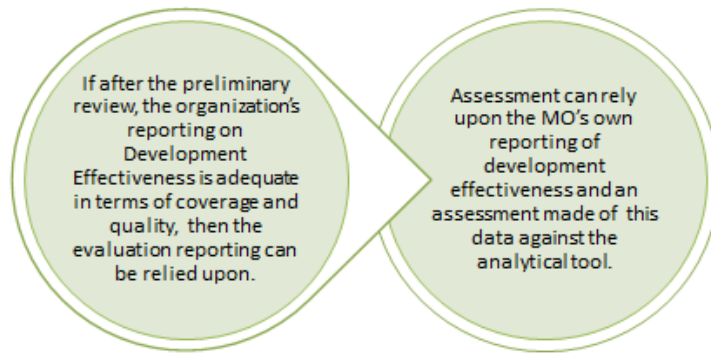 If after the preliminary
review, the organization's
reporting on
Development
Effectiveness is adequate
in terms of coverage and
quality, then the
evaluation reporting can
be relied upon.
Assessment can rely
upon the MO's own
reporting of
development
effectiveness and an
assessment made of this
data against the
analytical tool.